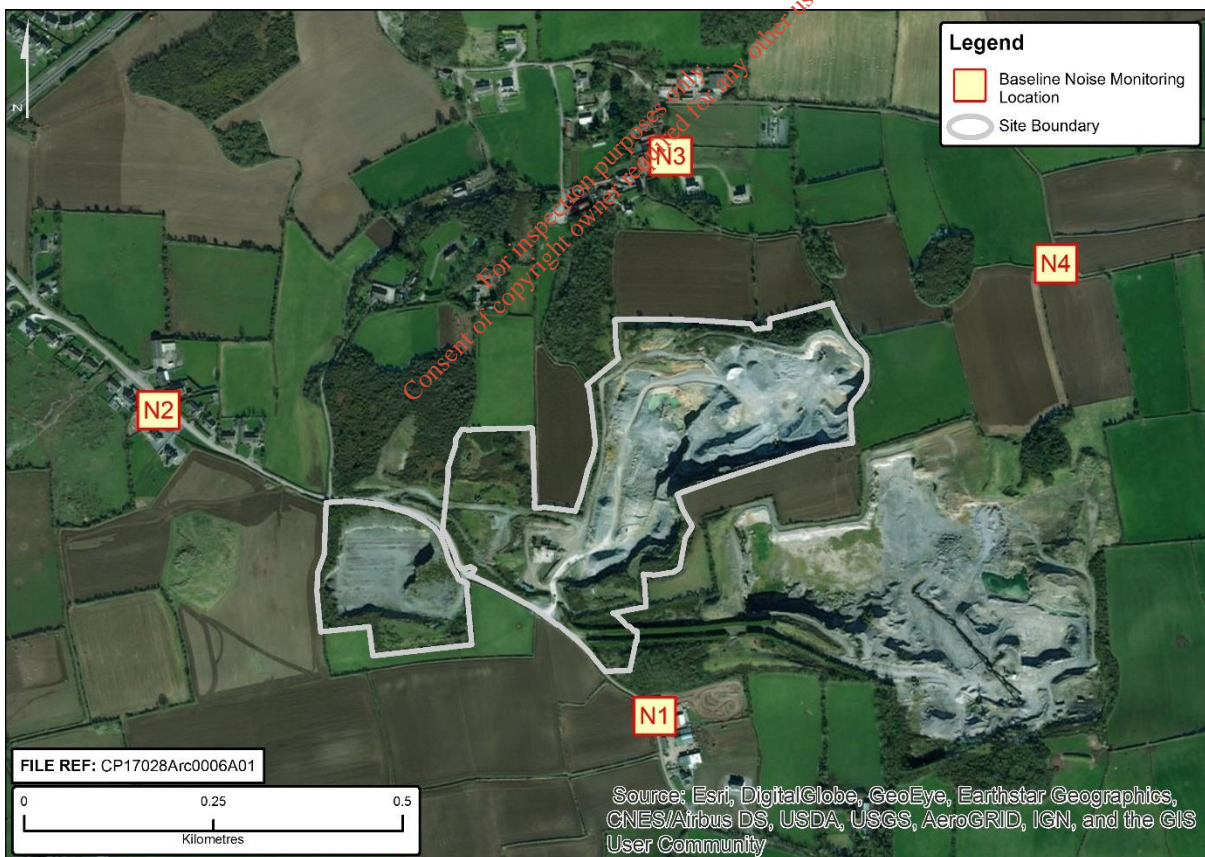 Legend
Baseline Noise Monitoring
Location
Site Boundary
Z
For inspection purposes only.
Consent of copyright owner required for any other us
N3
N4
N2
N1
FILE REF: CP17028Arc0006A01
0 0.25 0.5
Kilometres
Source: Esri, DigitalGlobe, GeoEye, Earthstar Geographics,
CNES/Airbus DS, USDA, USGS, AeroGRID, IGN, and the GIS
User Community